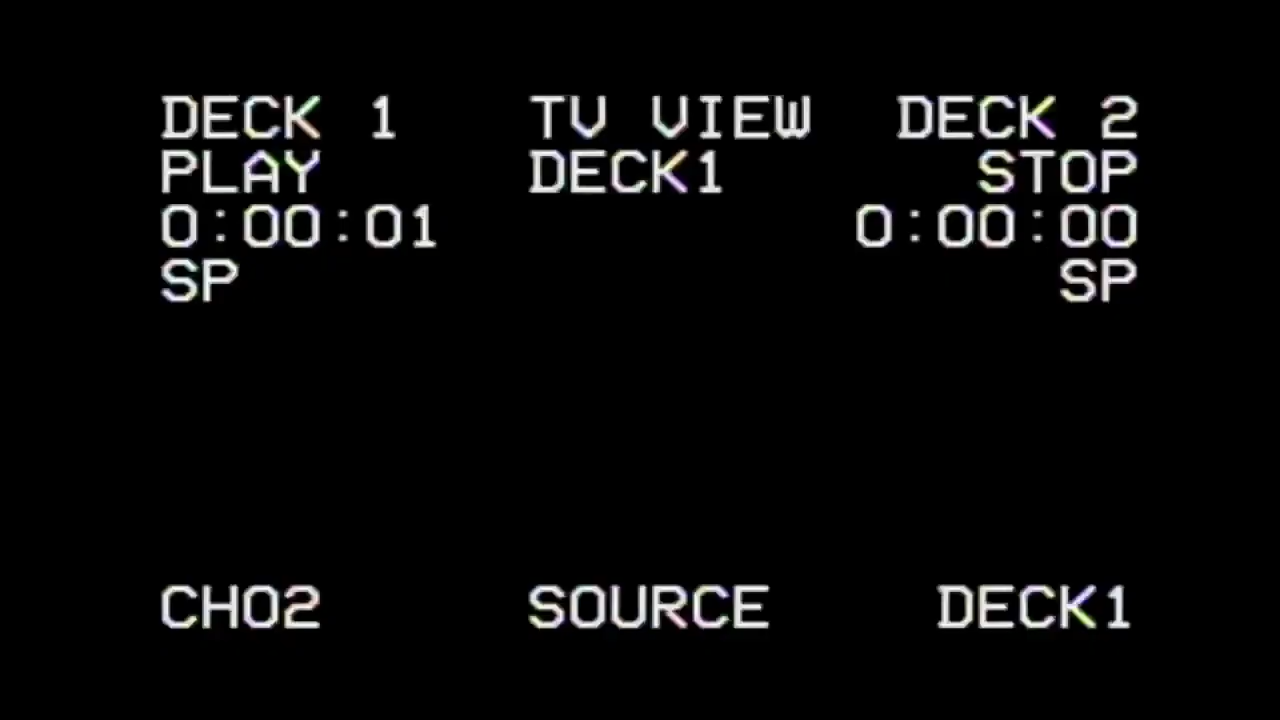 DECK 1 TV VIEW DECK 2
PLAY DECK1 STOP
0:00:01 0:00:00
SP SP
CH02 SOURCE DECK1